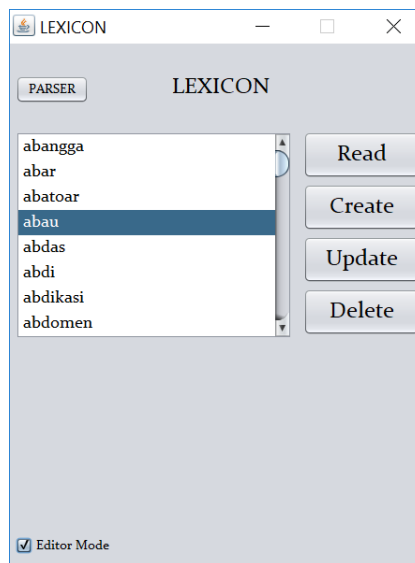 LEXICON
PARSER
LEXICON
abangga
abar
abatoar
abau
abdas
abdi
abdikasi
abdomen
Read
Create
Update
Delete
Editor Mode